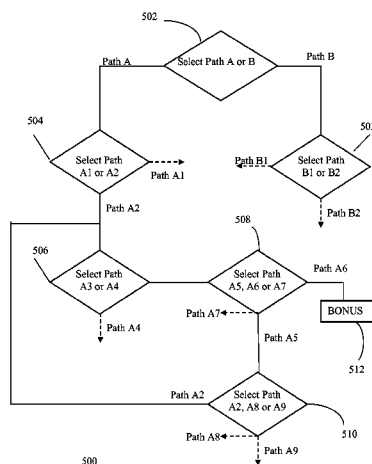 502
Path A
Path B
Select Path A or B
504
50
Select Path
A1 or A2
Path A1
Path B1
Select Path
B1 or B2
Path A2
Path B2
508
506
Select Path
A3 or A4
Select Path
A5, A6 or A7
Path A6
Path A4
Path A7
BONUS
Path A5
512
Path A2
Select Path
A2, A8 or A9
510
Path A8
Path A9
500